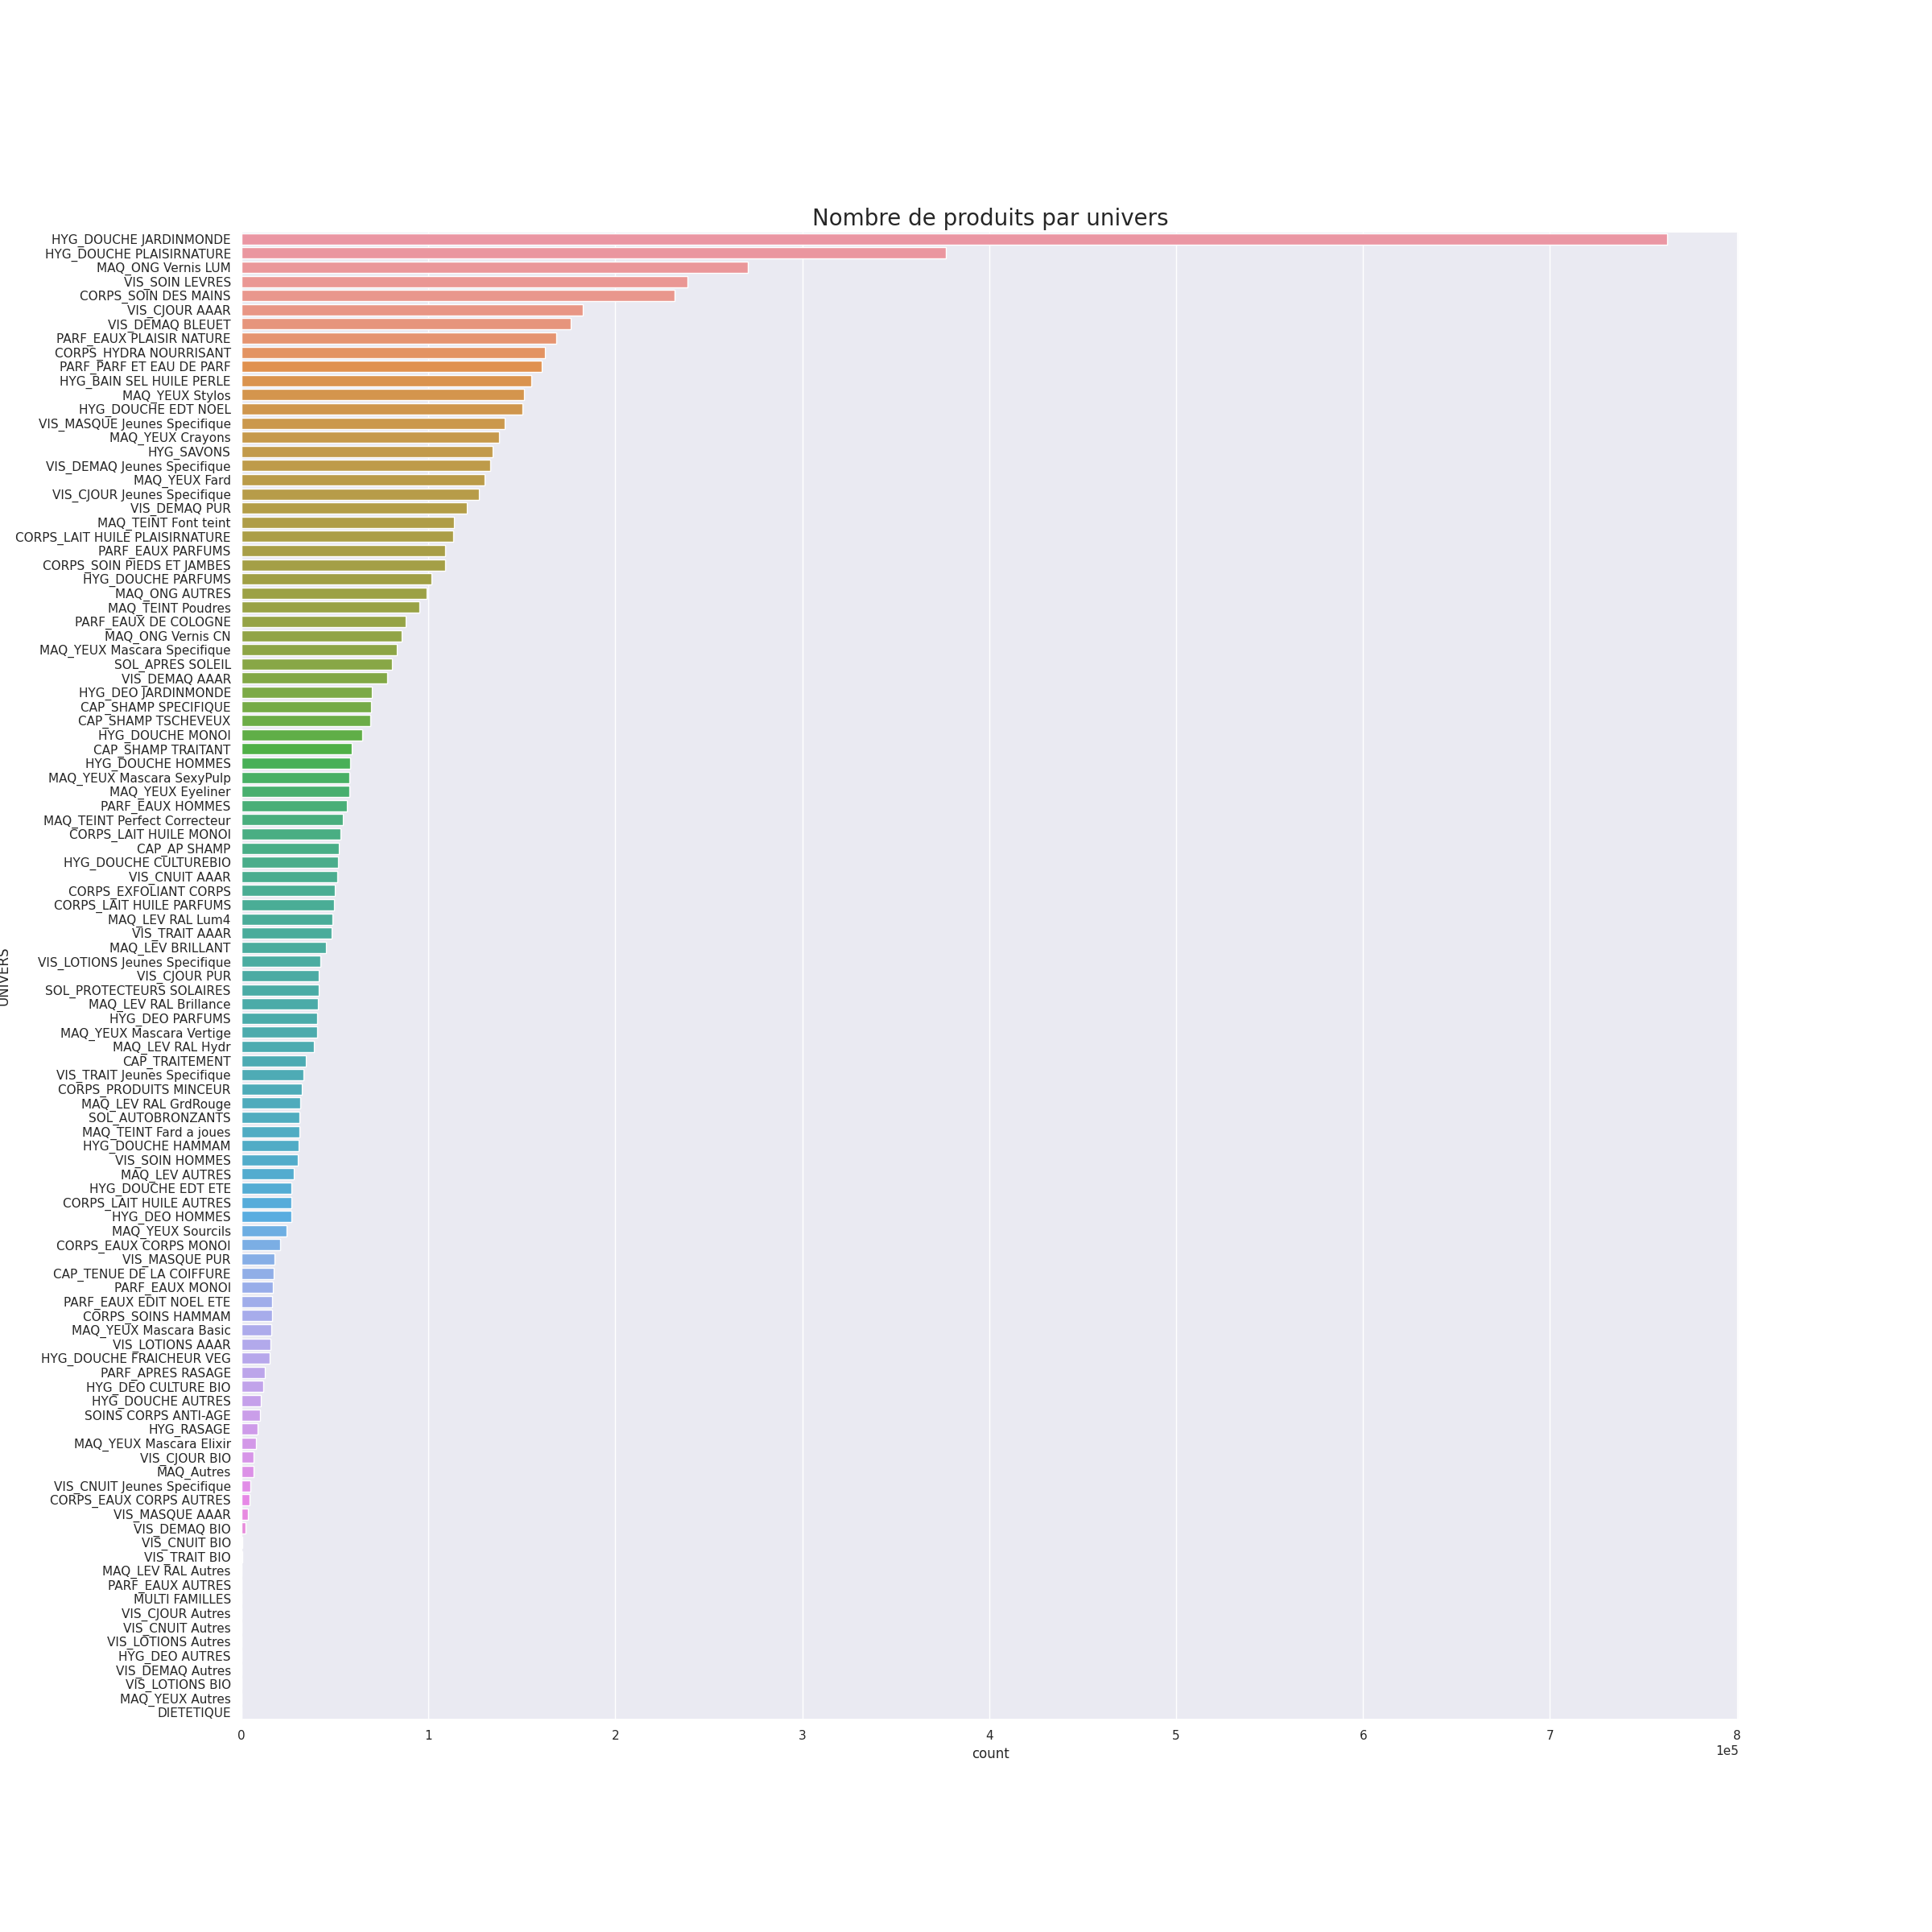 Nombre de produits par univers
HYG_DOUCHE JARDINMONDE
HYG_DOUCHE PLAISIRNATURE
MAQ_ONG Vernis LUM
VIS_SOIN LEVRES
CORPS_SOIN DES MAINS
VIS_CJOUR AAAR
VIS_DEMAQ BLEUET
PARF_EAUX PLAISIR NATURE
CORPS_HYDRA NOURRISANT
PARF_PARF ET EAU DE PARF
HYG_BAIN SEL HUILE PERLE
MAQ_YEUX Stylos
HYG_DOUCHE EDT NOEL
VIS_MASQUE Jeunes Specifique
MAQ_YEUX Crayons
HYG_SAVONS
VIS_DEMAQ Jeunes Specifique
MAQ_YEUX Fard
VIS_CJOUR Jeunes Specifique
VIS_DEMAQ PUR
MAQ_TEINT Font teint
CORPS_LAIT HUILE PLAISIRNATURE
PARF_EAUX PARFUMS
CORPS_SOIN PIEDS ET JAMBES
HYG_DOUCHE PARFUMS
MAQ_ONG AUTRES
MAQ_TEINT Poudres
PARF_EAUX DE COLOGNE
MAQ_ONG Vernis CN
MAQ_YEUX Mascara Specifique
SOL_APRES SOLEIL
VIS_DEMAQ AAAR
HYG_DEO JARDINMONDE
CAP_SHAMP SPECIFIQUE
CAP_SHAMP TSCHEVEUX
HYG_DOUCHE MONOI
CAP_SHAMP TRAITANT
HYG_DOUCHE HOMMES
MAQ_YEUX Mascara SexyPulp
MAQ_YEUX Eyeliner
PARF_EAUX HOMMES
MAQ_TEINT Perfect Correcteur
CORPS_LAIT HUILE MONOI
CAP_AP SHAMP
HYG_DOUCHE CULTUREBIO
VIS_CNUIT AAAR
CORPS_EXFOLIANT CORPS
CORPS_LAIT HUILE PARFUMS
MAQ_LEV RAL Lum4
VIS_TRAIT AAAR
MAQ_LEV BRILLANT
VIS_LOTIONS Jeunes Specifique
VIS_CJOUR PUR
SOL_PROTECTEURS SOLAIRES
MAQ_LEV RAL Brillance
HYG_DEO PARFUMS
MAQ_YEUX Mascara Vertige
MAQ_LEV RAL Hydr
CAP_TRAITEMENT
VIS_TRAIT Jeunes Specifique
CORPS_PRODUITS MINCEUR
MAQ_LEV RAL GrdRouge
SOL_AUTOBRONZANTS
MAQ_TEINT Fard a joues
HYG_DOUCHE HAMMAM
VIS_SOIN HOMMES
MAQ_LEV AUTRES
HYG_DOUCHE EDT ETE
CORPS_LAIT HUILE AUTRES
HYG_DEO HOMMES
MAQ_YEUX Sourcils
CORPS_EAUX CORPS MONOI
VIS_MASQUE PUR
CAP_TENUE DE LA COIFFURE
PARF_EAUX MONOI
PARF_EAUX EDIT NOEL ETE
CORPS_SOINS HAMMAM
MAQ_YEUX Mascara Basic
VIS_LOTIONS AAAR
HYG_DOUCHE FRAICHEUR VEG
PARF_APRES RASAGE
HYG_DEO CULTURE BIO
HYG_DOUCHE AUTRES
SOINS CORPS ANTI-AGE
HYG_RASAGE
MAQ_YEUX Mascara Elixir
VIS_CJOUR BIO
MAQ_Autres
VIS_CNUIT Jeunes Specifique
CORPS_EAUX CORPS AUTRES
VIS_MASQUE AAAR
VIS_DEMAQ BIO
VIS_CNUIT BIO
VIS_TRAIT BIO
MAQ_LEV RAL Autres
PARF_EAUX AUTRES
MULTI FAMILLES
VIS_CJOUR Autres
VIS_CNUIT Autres
VIS_LOTIONS Autres
HYG_DEO AUTRES
VIS_DEMAQ Autres
VIS_LOTIONS BIO
MAQ_YEUX Autres
DIETETIQUE
UNIVERS
0 1 2 3 4 5 6 7 8
1e5
count